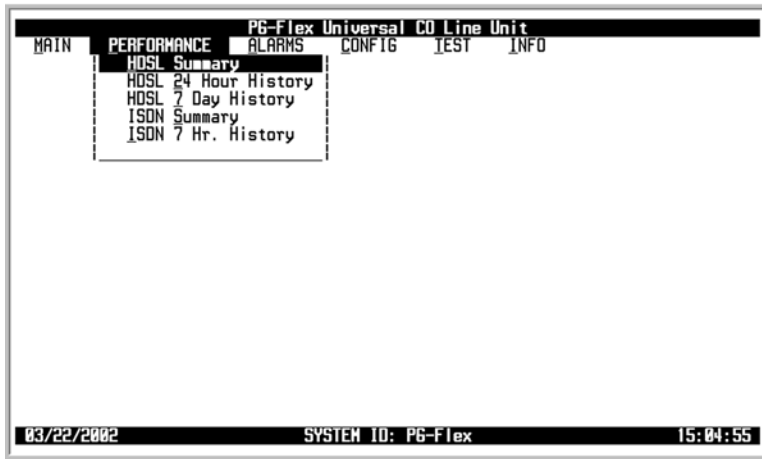 PG-Flex Universal CO Line Unit
MAIN PERFORMANCE ALARMS CONFIG TEST INFO
HDSL Summary
HDSL 24 Hour History
HDSL 7 Day History
ISDN Summary
ISDN 7 Hr. History
03/22/2002 SYSTEM ID: PG-Flex 15:04:55